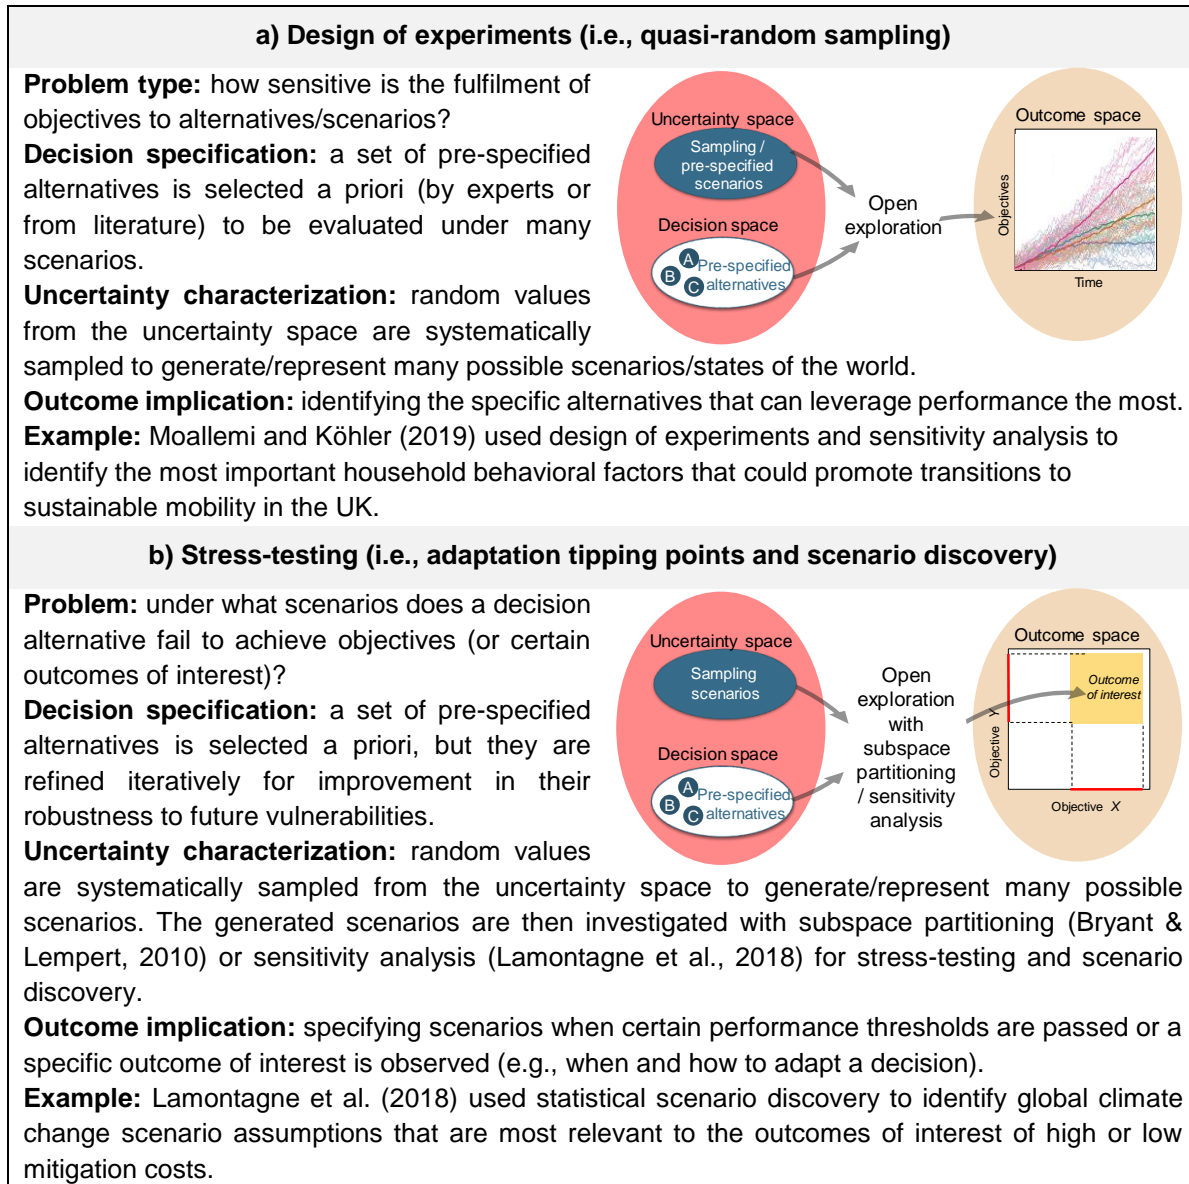 a) Design of experiments (i.e., quasi-random sampling)
Problem type: how sensitive is the fulfilment of
objectives to alternatives/scenarios?
Decision specification: a set of pre-specified
alternatives is selected a priori (by experts or
from literature) to be evaluated under many
scenarios.
Uncertainty characterization: random values
from the uncertainty space are systematically
sampled to generate/represent many possible scenarios/states of the world.
Outcome implication: identifying the specific alternatives that can leverage performance the most.
Example: Moallemi and Köhler (2019) used design of experiments and sensitivity analysis to
identify the most important household behavioral factors that could promote transitions to
sustainable mobility in the UK.
Uncertainty space
Sampling /
pre-specified
scenarios
Decision space
A
B
C
Pre-specified
alternatives
Open
exploration
Outcome space
Objectives
Time
b) Stress-testing (i.e., adaptation tipping points and scenario discovery)
Problem: under what scenarios does a decision
alternative fail to achieve objectives (or certain
outcomes of interest)?
Decision specification: a set of pre-specified
alternatives is selected a priori, but they are
refined iteratively for improvement in their
robustness to future vulnerabilities.
Uncertainty characterization: random values
are systematically sampled from the uncertainty space to generate/represent many possible
scenarios. The generated scenarios are then investigated with subspace partitioning (Bryant &
Lempert, 2010) or sensitivity analysis (Lamontagne et al., 2018) for stress-testing and scenario
discovery.
Outcome implication: specifying scenarios when certain performance thresholds are passed or a
specific outcome of interest is observed (e.g., when and how to adapt a decision).
Example: Lamontagne et al. (2018) used statistical scenario discovery to identify global climate
change scenario assumptions that are most relevant to the outcomes of interest of high or low
mitigation costs.
Uncertainty space
Sampling
scenarios
Decision space
A
B
C
Pre-specified
alternatives
Open
exploration
with
subspace
partitioning
/ sensitivity
analysis
Outcome space
Outcome
of interest
Objective Y
Objective X